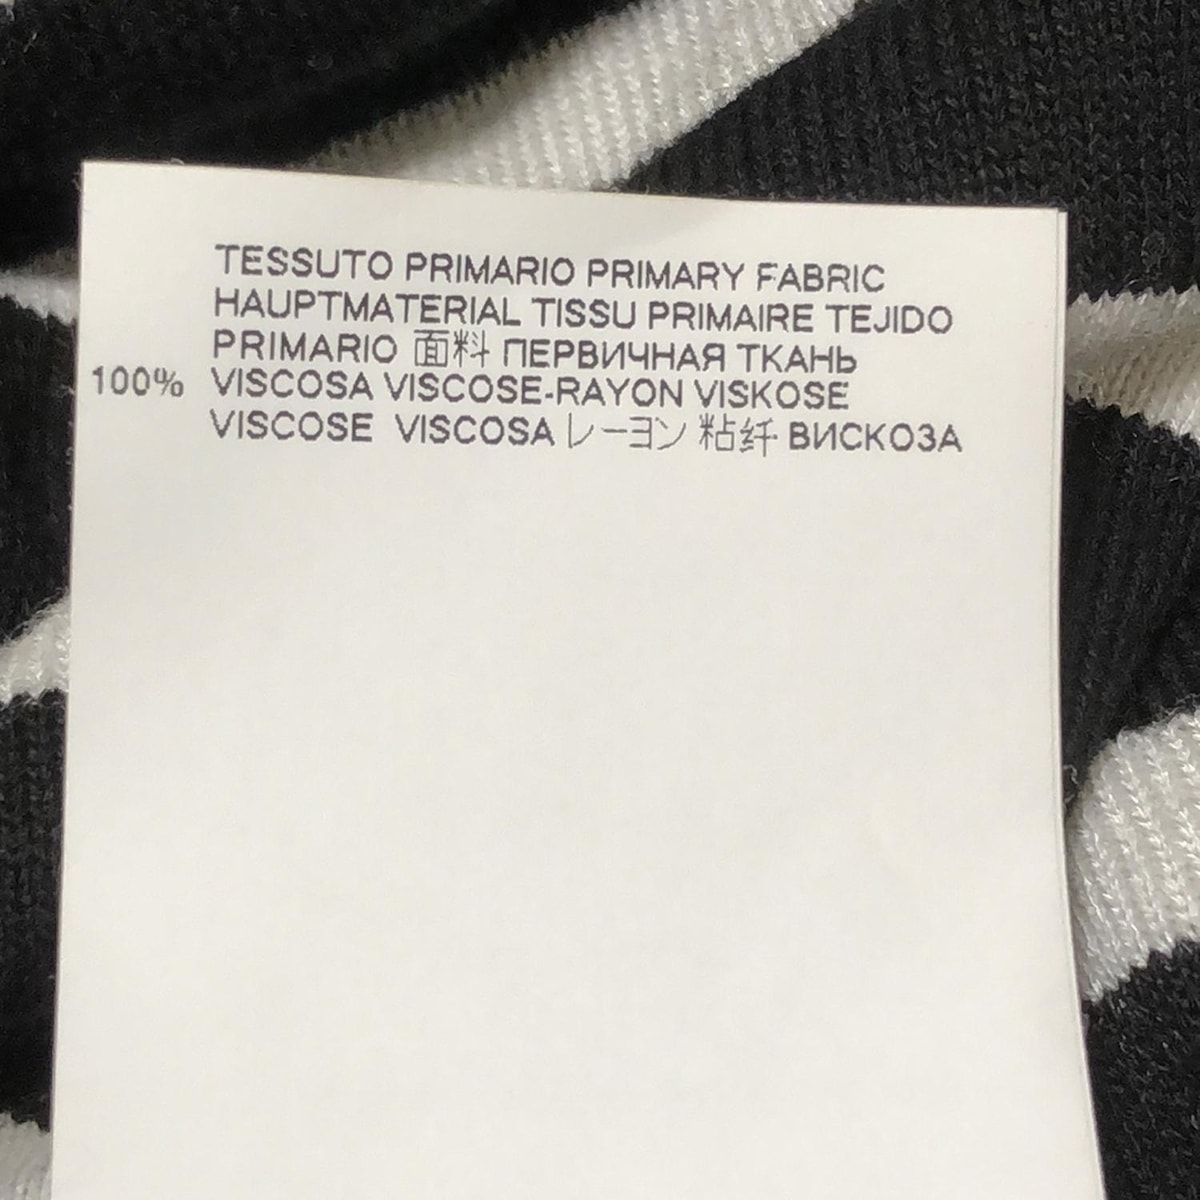 TESSUTO PRIMARIO PRIMARY FABRIC
HAUPTMATERIAL TISSU PRIMAIRE TEJIDO
PRIMARIO 面料 ПЕРВИЧНАЯ ТКАНЬ
100% VISCOSA VISCOSE-RAYON VISKOSE
VISCOSE VISCOSA レーヨン 粘纤 ВИСКОЗА